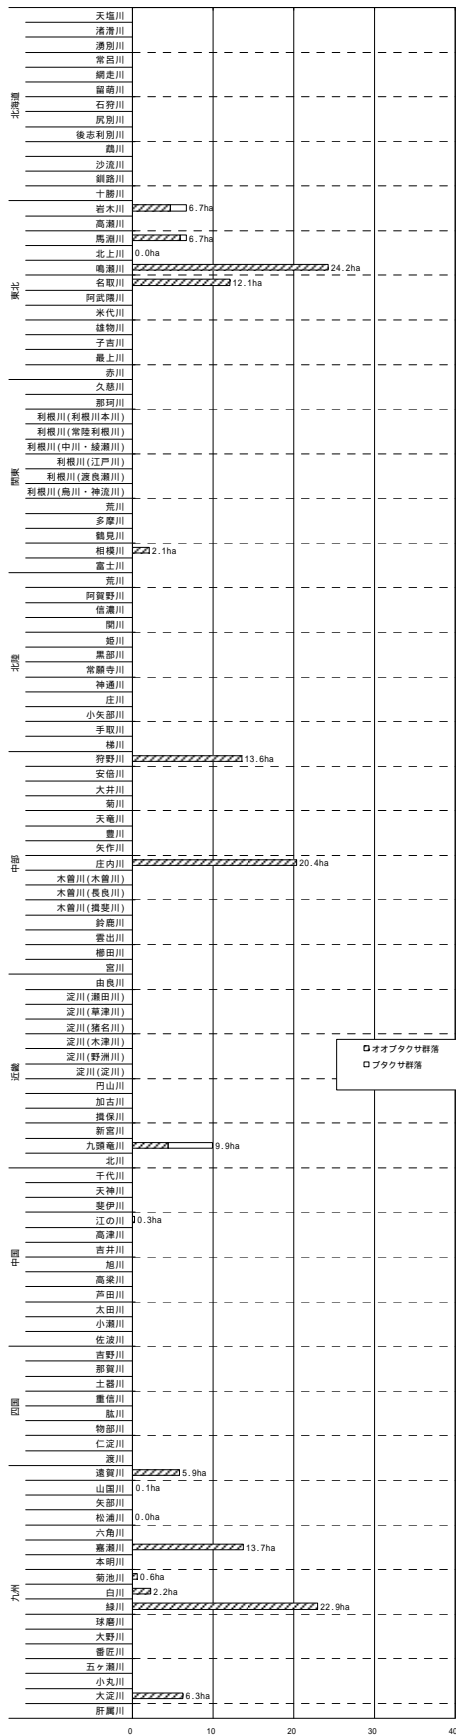 北海道
天塩川
渚滑川
湧別川
常呂川
網走川
留萌川
石狩川
尻別川
後志利別川
鵡川
沙流川
釧路川
十勝川
東北
岩木川 6.7ha
高瀬川
馬淵川 6.7ha
北上川 0.0ha
鳴瀬川 24.2ha
名取川 12.1ha
阿武隈川
米代川
雄物川
子吉川
最上川
赤川
関東
久慈川
那珂川
利根川(利根川本川)
利根川(常陸利根川)
利根川(中川・綾瀬川)
利根川(江戸川)
利根川(渡良瀬川)
利根川(烏川・神流川)
荒川
多摩川
鶴見川
相模川 2.1ha
富士川
北陸
荒川
阿賀野川
信濃川
関川
姫川
黒部川
常願寺川
神通川
庄川
小矢部川
手取川
梯川
中部
狩野川 13.6ha
安倍川
大井川
菊川
天竜川
豊川
矢作川
庄内川 20.4ha
木曽川(木曽川)
木曽川(長良川)
木曽川(揖斐川)
鈴鹿川
雲出川
櫛田川
宮川
近畿
由良川
淀川(瀬田川)
淀川(草津川)
淀川(猪名川)
淀川(木津川)
淀川(野洲川)
淀川(淀川)
円山川
加古川
揖保川
新宮川
九頭竜川 9.9ha
北川
オオブタクサ群落
ブタクサ群落
中国
千代川
天神川
斐伊川
江の川 0.3ha
高津川
吉井川
旭川
高梁川
芦田川
太田川
小瀬川
佐波川
四国
吉野川
那賀川
土器川
重信川
肱川
物部川
仁淀川
渡川
九州
遠賀川 5.9ha
山国川 0.1ha
矢部川
松浦川 0.0ha
六角川
嘉瀬川 13.7ha
本明川
菊池川 0.6ha
白川 2.2ha
緑川 22.9ha
球磨川
大野川
番匠川
五ヶ瀬川
小丸川
大淀川 6.3ha
肝属川
0 10 20 30 40